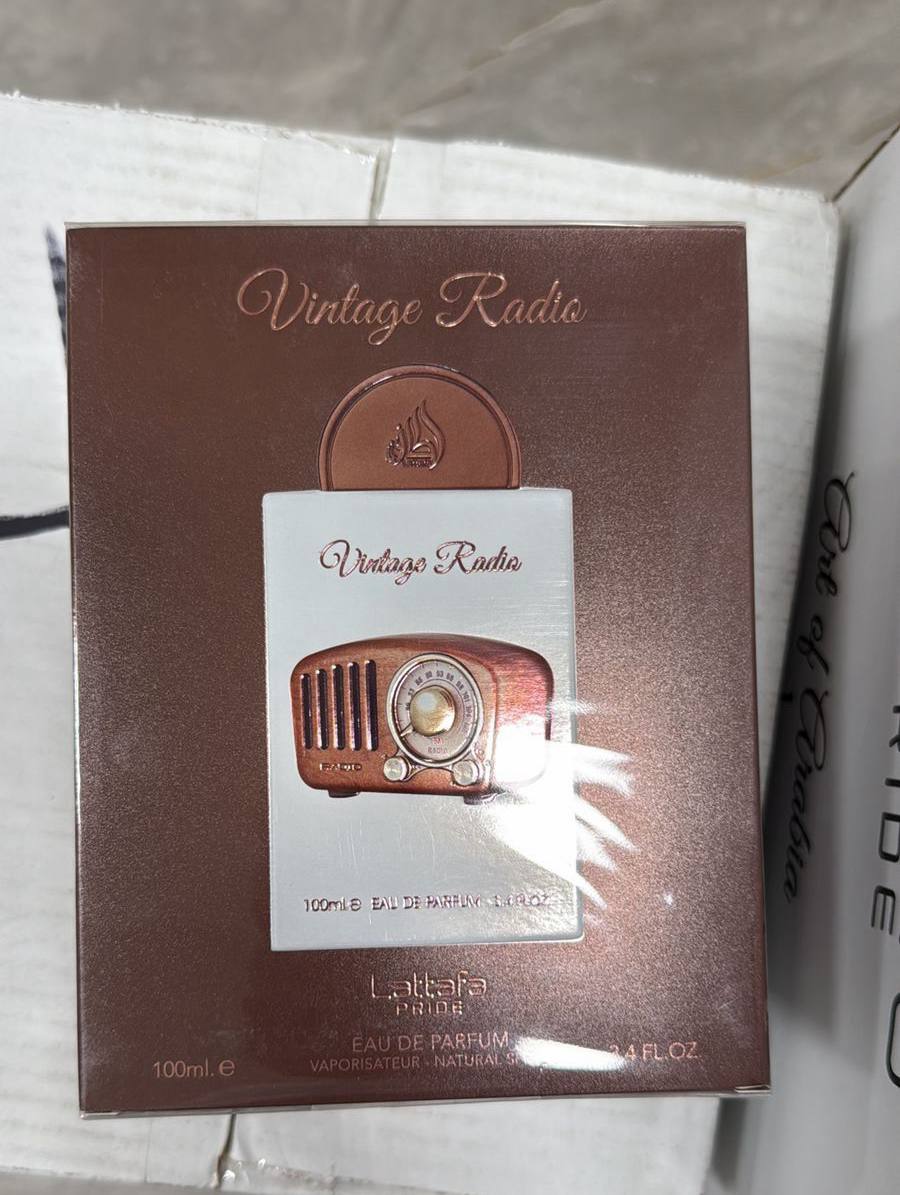 Vintage Radio
Vintage Radio
RADIO
RADIO
100ml.e EAU DE PARFUM 3.4 FL.OZ.
Lattafa
PRIDE
EAU DE PARFUM
VAPORISATEUR - NATURAL
100ml. e
3.4 FL.OZ.
Art of Arabia